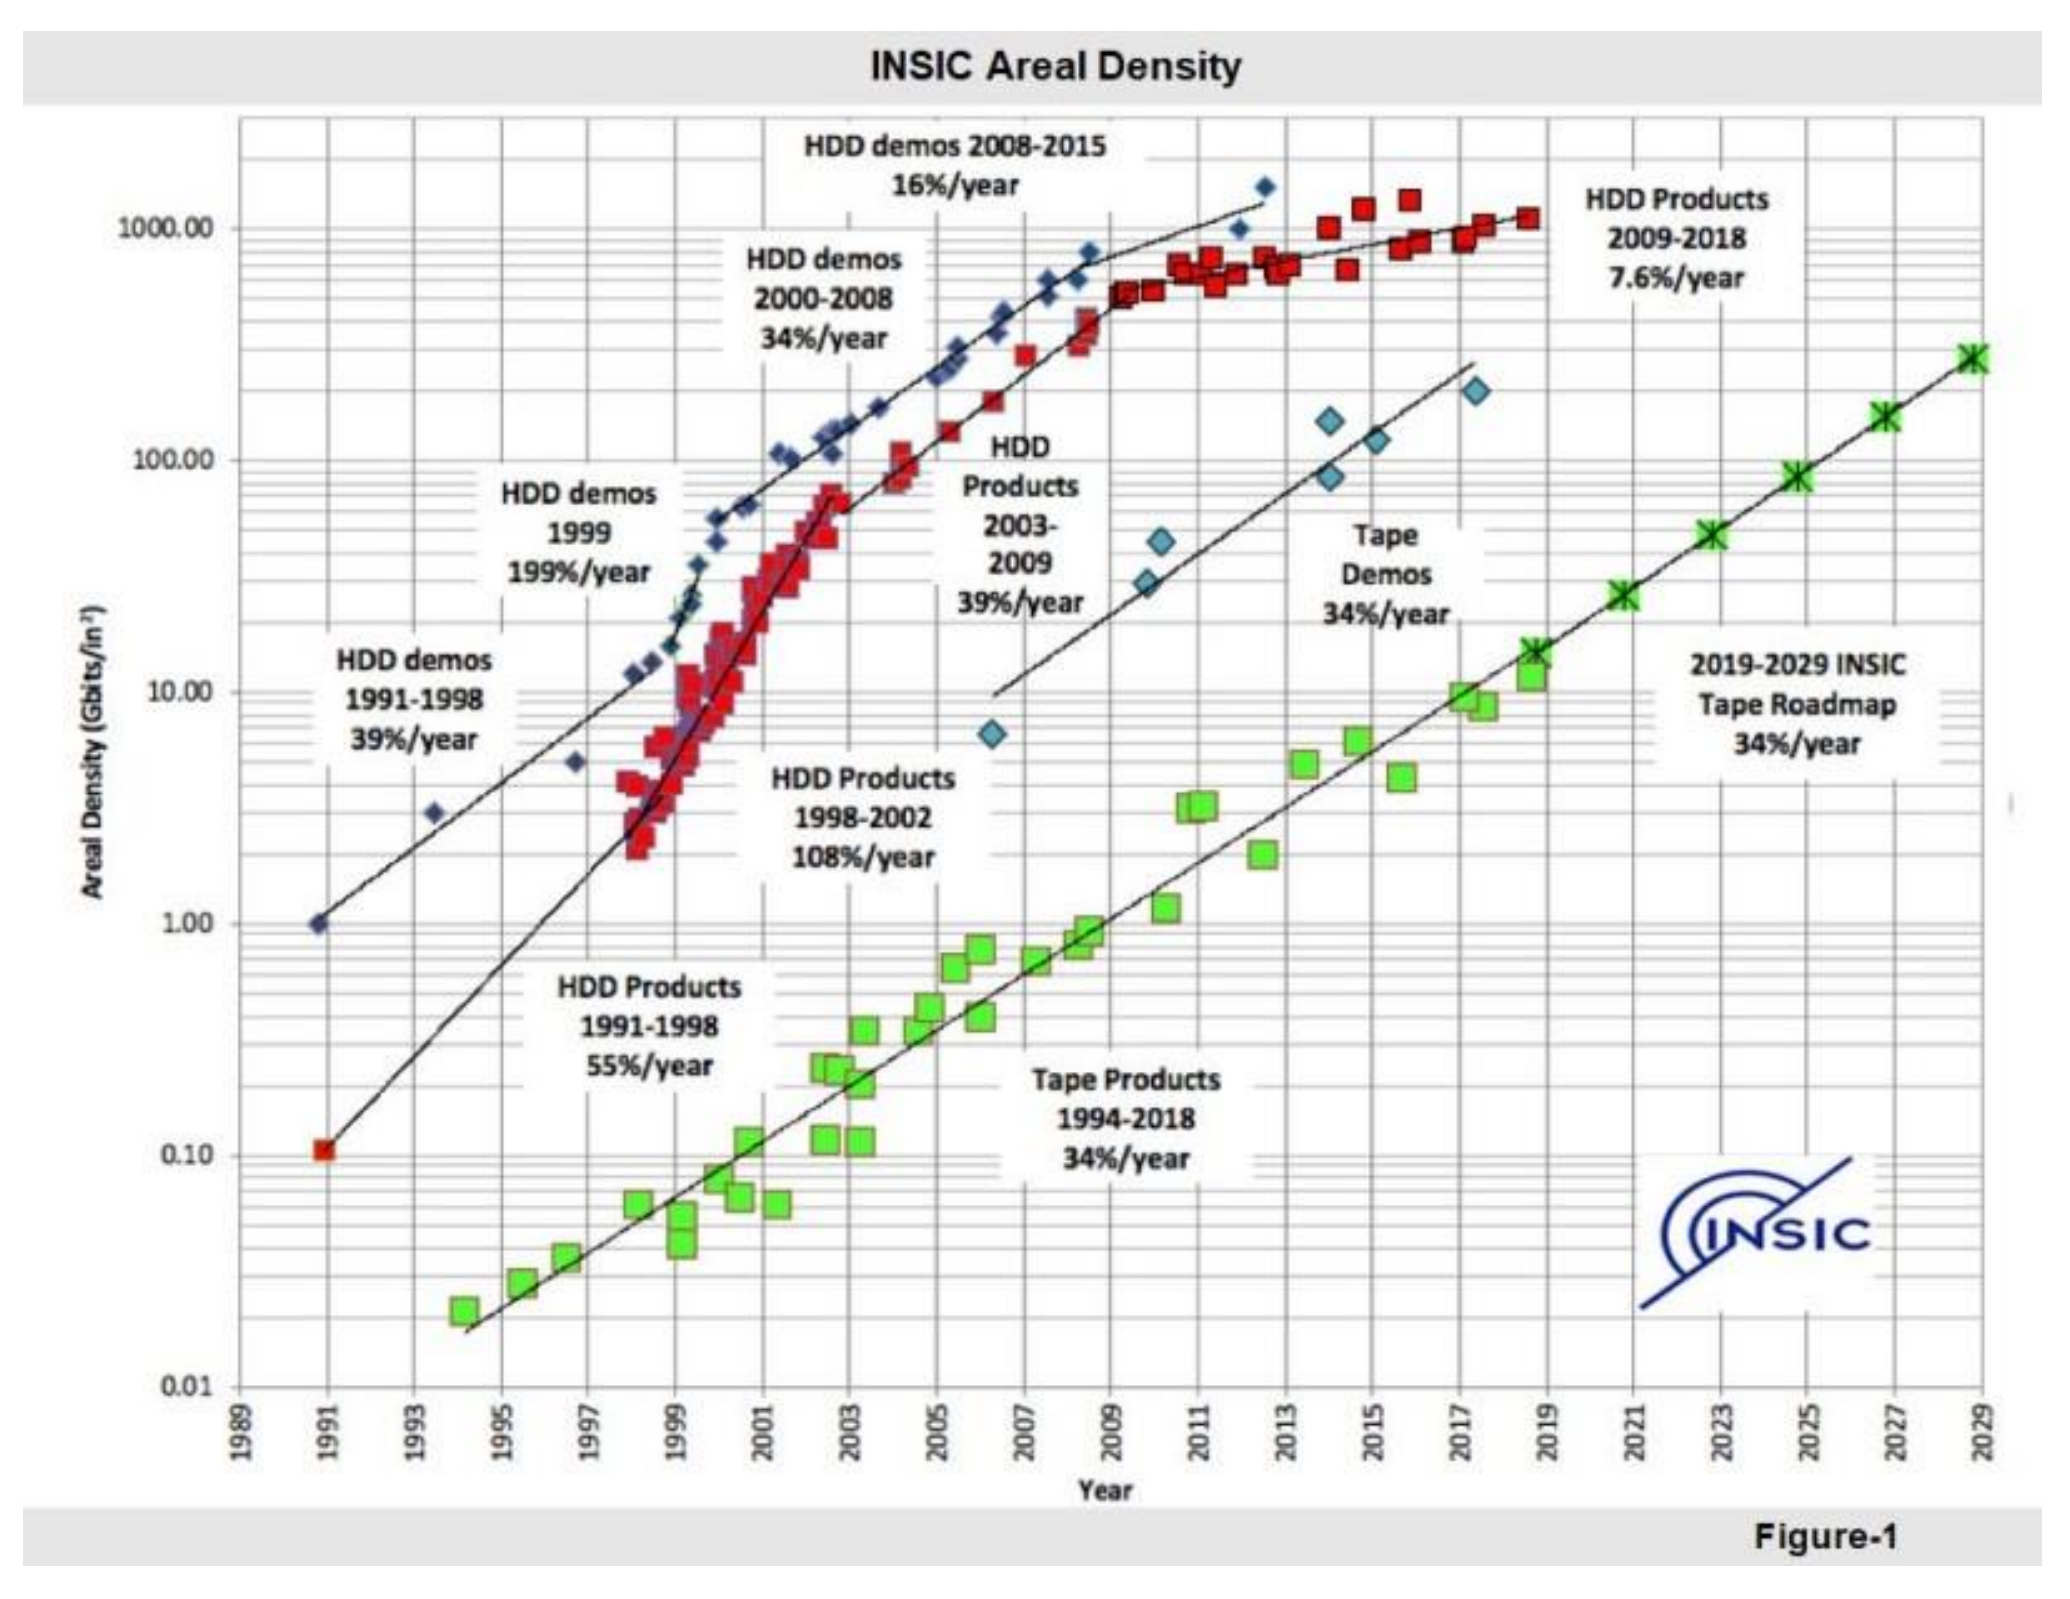 INSIC Areal Density
HDD demos 2008-2015
16%/year
HDD Products
2009-2018
7.6%/year
HDD demos
2000-2008
34%/year
HDD
Products
2003-
2009
39%/year
HDD demos
1999
199%/year
Tape
Demos
34%/year
HDD demos
1991-1998
39%/year
2019-2029 INSIC
Tape Roadmap
34%/year
HDD Products
1998-2002
108%/year
HDD Products
1991-1998
55%/year
Tape Products
1994-2018
34%/year
INSIC
Areal Density (Gbits/in²)
1000.00
100.00
10.00
1.00
0.10
0.01
1989
1991
1993
1995
1997
1999
2001
2003
2005
2007
2009
2011
2013
2015
2017
2019
2021
2023
2025
2027
2029
Year
Figure-1